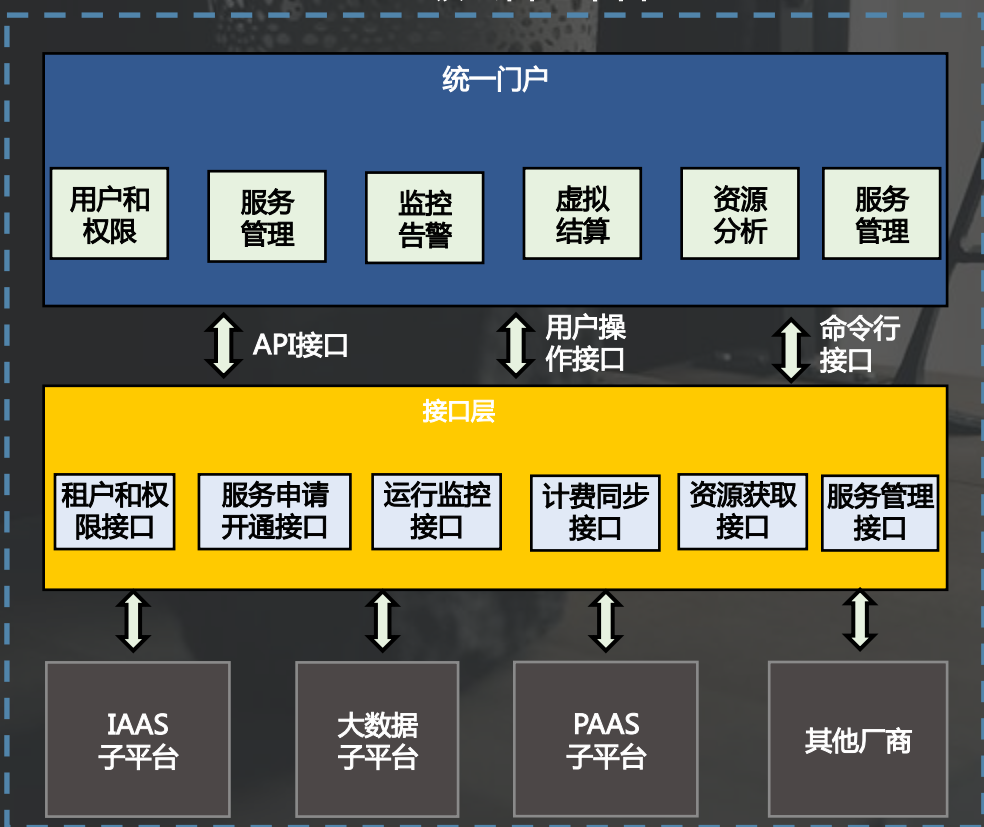 统一门户
用户和
权限
服务
管理
监控
告警
虚拟
结算
资源
分析
服务
管理
API接口
用户操
作接口
命令行
接口
接口层
租户和权
限接口
服务申请
开通接口
运行监控
接口
计费同步
接口
资源获取
接口
服务管理
接口
IAAS
子平台
大数据
子平台
PAAS
子平台
其他厂商